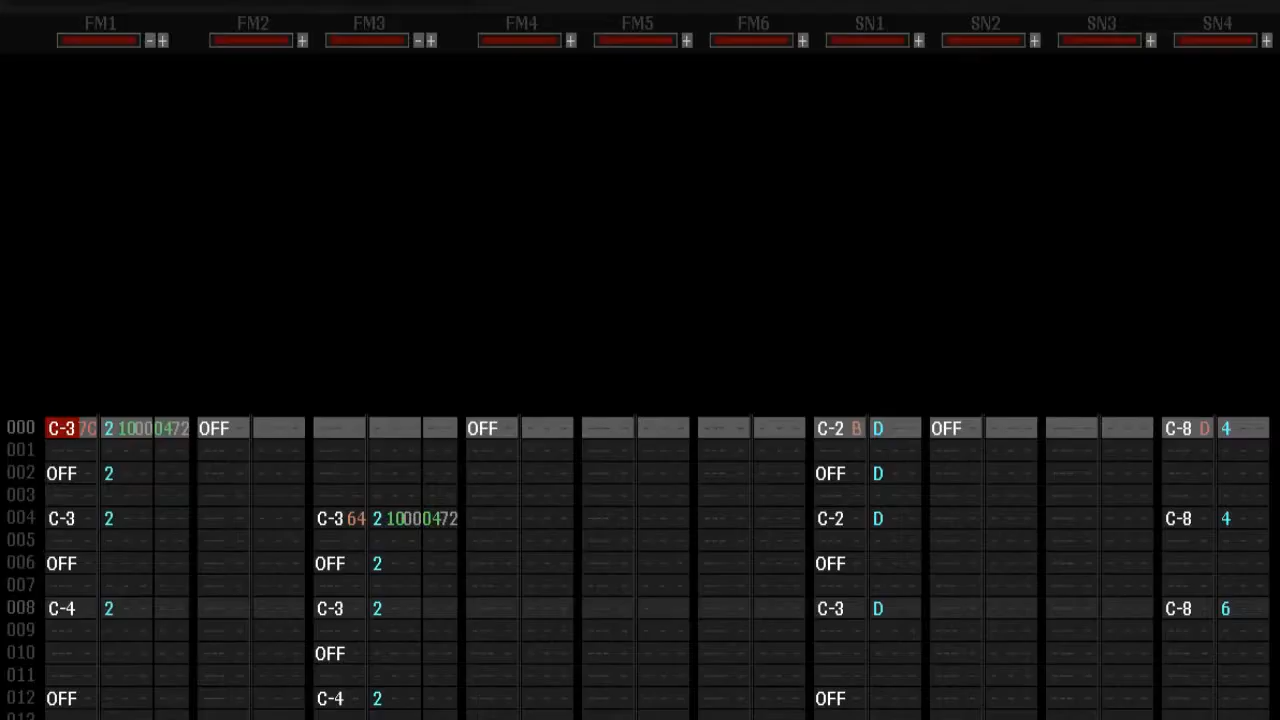 FM1 FM2 FM3 FM4 FM5 FM6 SN1 SN2 SN3 SN4
- + + - + + + + + + + +
000 C-3 7C 2 10000472 OFF OFF C-2 B D OFF C-8 D 4
001
002 OFF 2 OFF D
003
004 C-3 2 C-3 64 2 10000472 C-2 D C-8 4
005
006 OFF OFF 2 OFF
007
008 C-4 2 C-3 2 C-3 D C-8 6
009
010 OFF
011
012 OFF C-4 2 OFF